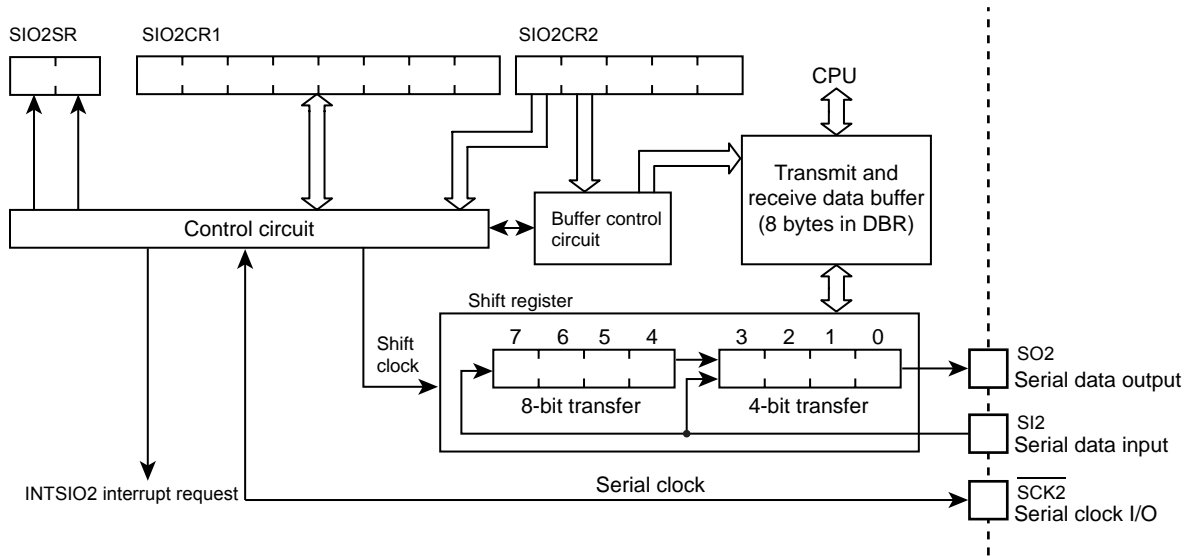 SIO2SR
SIO2CR1
SIO2CR2
CPU
Transmit and
receive data buffer
(8 bytes in DBR)
Control circuit
Buffer control
circuit
Shift register
7 6 5 4 3 2 1 0
Shift
clock
8-bit transfer
4-bit transfer
SO2
Serial data output
SI2
Serial data input
INTSIO2 interrupt request
Serial clock
SCK2
Serial clock I/O